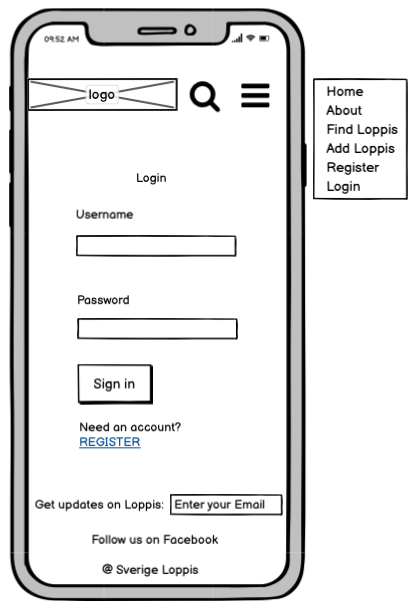 09:52 AM
logo
Home
About
Find Loppis
Add Loppis
Register
Login
Login
Username
Password
Sign in
Need an account?
REGISTER
Get updates on Loppis: Enter your Email
Follow us on Facebook
@ Sverige Loppis